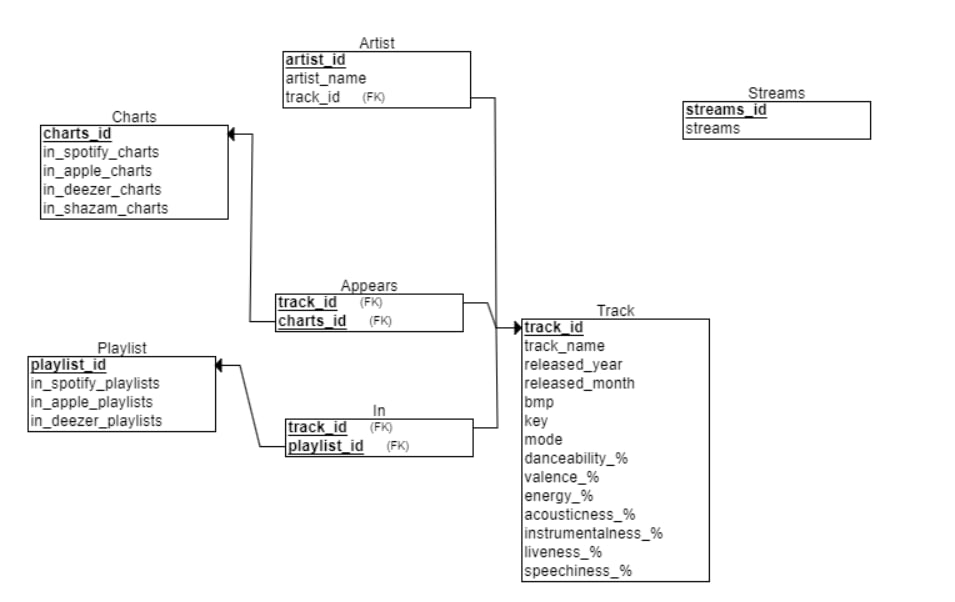 Artist
artist_id
artist_name
track_id (FK)
Streams
streams_id
streams
Charts
charts_id
in_spotify_charts
in_apple_charts
in_deezer_charts
in_shazam_charts
Appears
track_id (FK)
charts_id (FK)
Playlist
playlist_id
in_spotify_playlists
in_apple_playlists
in_deezer_playlists
In
track_id (FK)
playlist_id (FK)
Track
track_id
track_name
released_year
released_month
bmp
key
mode
danceability_%
valence_%
energy_%
acousticness_%
instrumentalness_%
liveness_%
speechiness_%